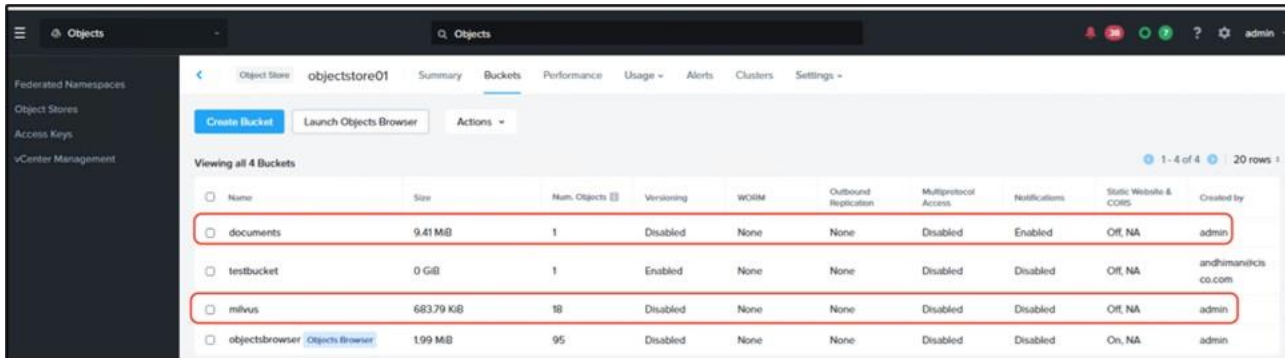 Objects
Objects
38
7
?
admin
Federated Namespaces
Object Stores
Access Keys
vCenter Management
Object Store objectstore01 Summary Buckets Performance Usage Alerts Clusters Settings
Create Bucket Launch Objects Browser Actions
Viewing all 4 Buckets
1 - 4 of 4 20 rows
Name Size Num. Objects Versioning WORM Outbound Replication Multiprotocol Access Notifications Static Website & CORS Created by
documents 9.41 MiB 1 Disabled None None Disabled Enabled Off, NA admin
testbucket 0 GiB 1 Enabled None None Disabled Disabled Off, NA andhiman@cisco.com
milvus 683.79 KiB 18 Disabled None None Disabled Disabled Off, NA admin
objectsbrowser Objects Browser 1.99 MiB 95 Disabled None None Disabled Disabled On, NA admin